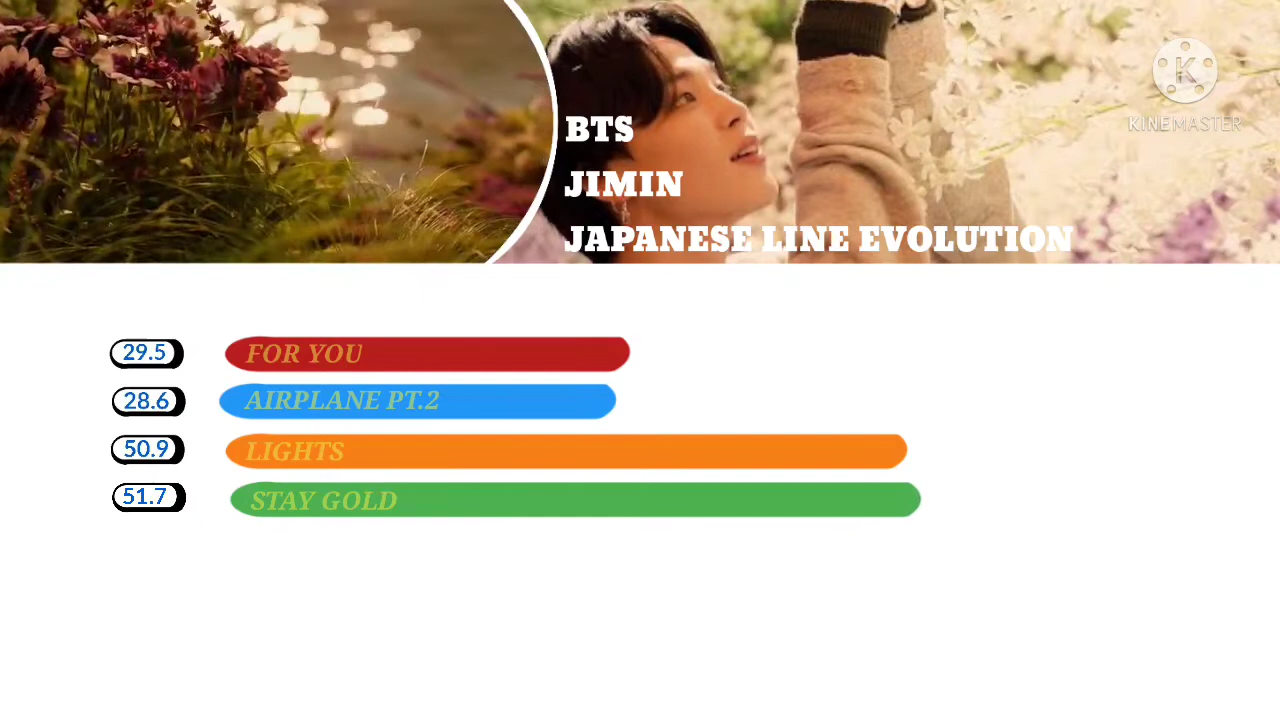 BTS
JIMIN
JAPANESE LINE EVOLUTION
K
KINEMASTER
29.5 FOR YOU
28.6 AIRPLANE PT.2
50.9 LIGHTS
51.7 STAY GOLD